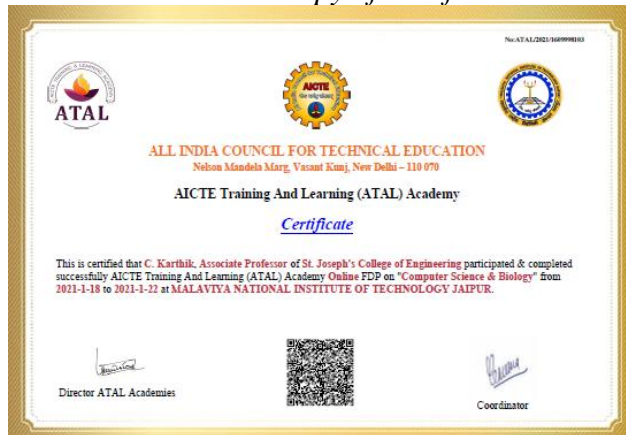 No:ATAL/2021/1609998103
ATAL
AICTE
ALL INDIA COUNCIL FOR TECHNICAL EDUCATION
Nelson Mandela Marg, Vasant Kunj, New Delhi – 110 070
AICTE Training And Learning (ATAL) Academy
Certificate
This is certified that C. Karthik, Associate Professor of St. Joseph's College of Engineering participated & completed
successfully AICTE Training And Learning (ATAL) Academy Online FDP on "Computer Science & Biology" from
2021-1-18 to 2021-1-22 at MALAVIYA NATIONAL INSTITUTE OF TECHNOLOGY JAIPUR.
Director ATAL Academies
Coordinator